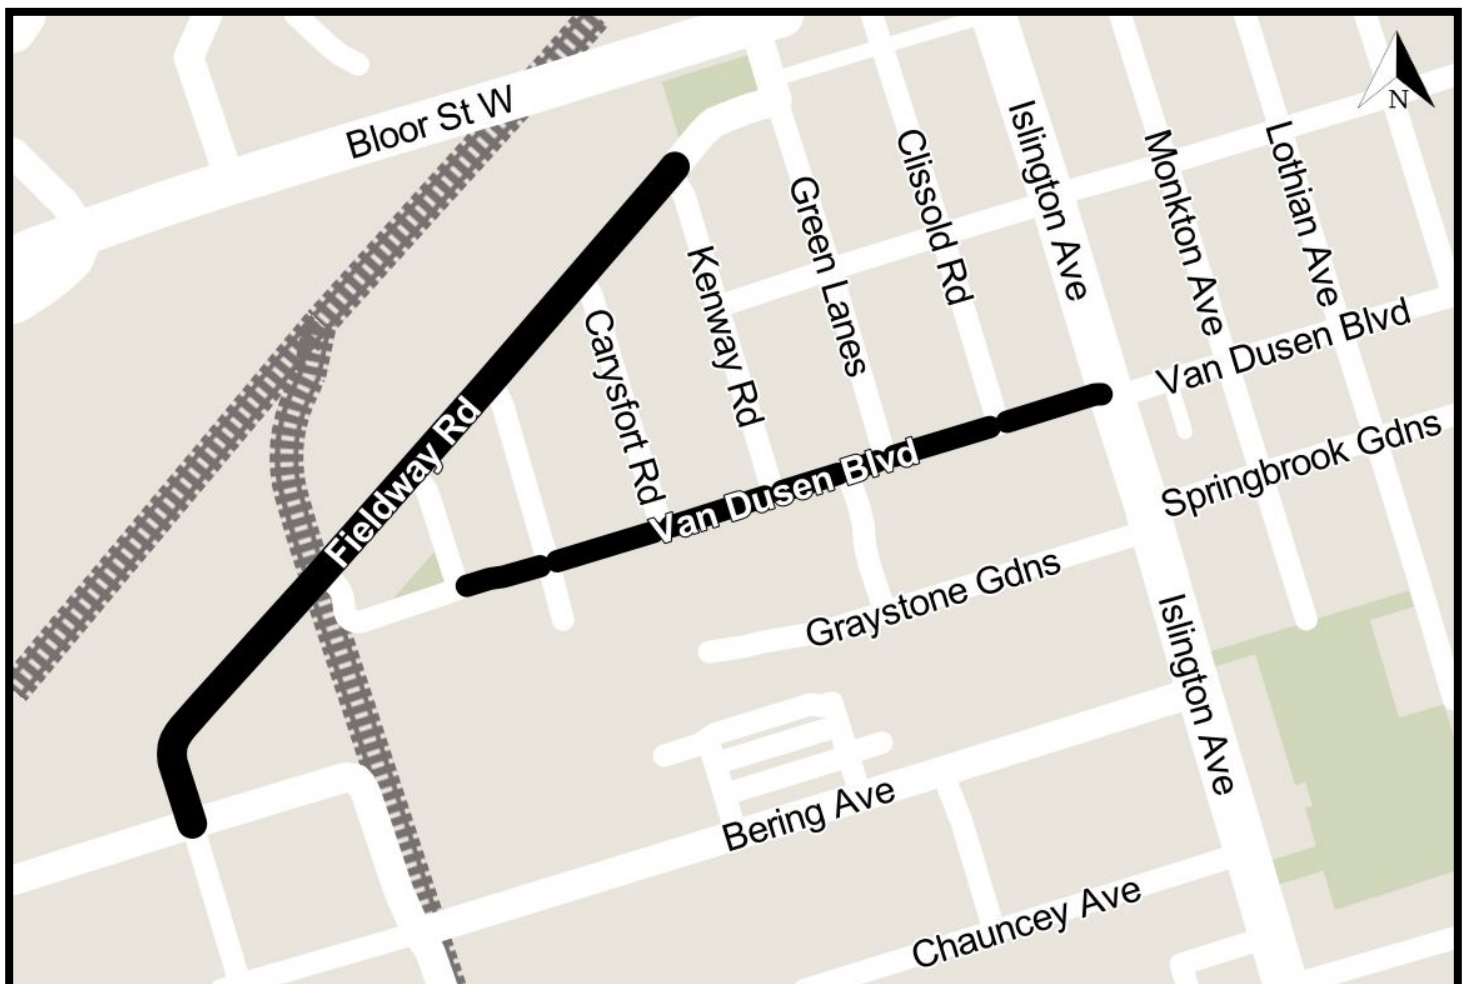 Bloor St W
N
Islington Ave
Clissold Rd
Monkton Ave
Lothian Ave
Green Lanes
Kenway Rd
Carysfort Rd
Van Dusen Blvd
Fieldway Rd
Van Dusen Blvd
Springbrook Gdns
Graystone Gdns
Islington Ave
Bering Ave
Chauncey Ave